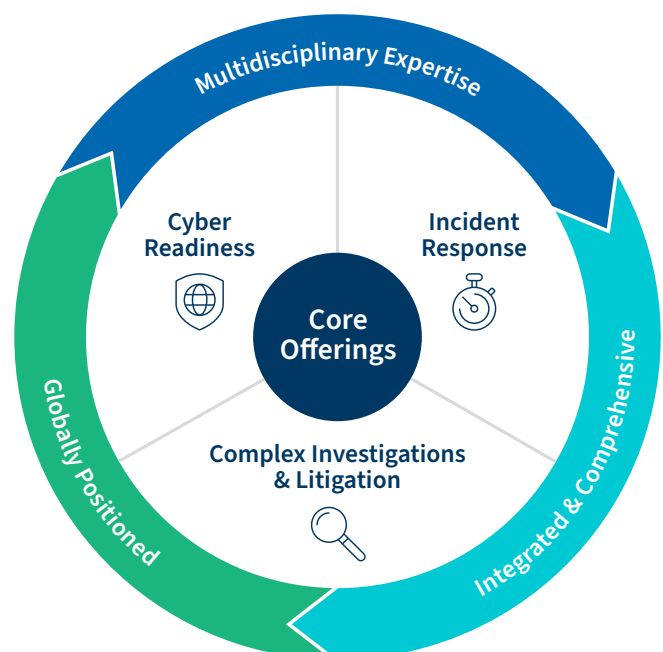 Multidisciplinary Expertise
Cyber
Readiness
Incident
Response
Core
Offerings
Globally Positioned
Integrated & Comprehensive
Complex Investigations
& Litigation